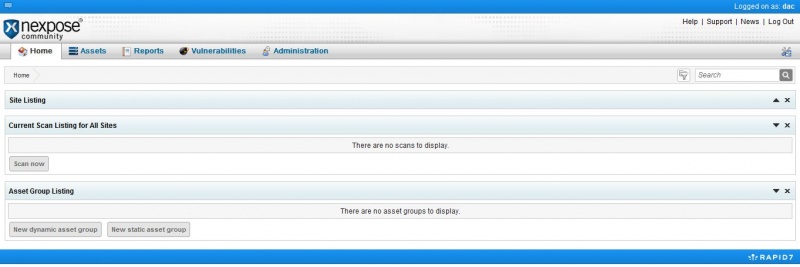 Logged on as: dac
nexpose®
community
Help | Support | News | Log Out
Home Assets Reports Vulnerabilities Administration
Home Search
Site Listing
Current Scan Listing for All Sites
There are no scans to display.
Scan now
Asset Group Listing
There are no asset groups to display.
New dynamic asset group New static asset group
RAPID7